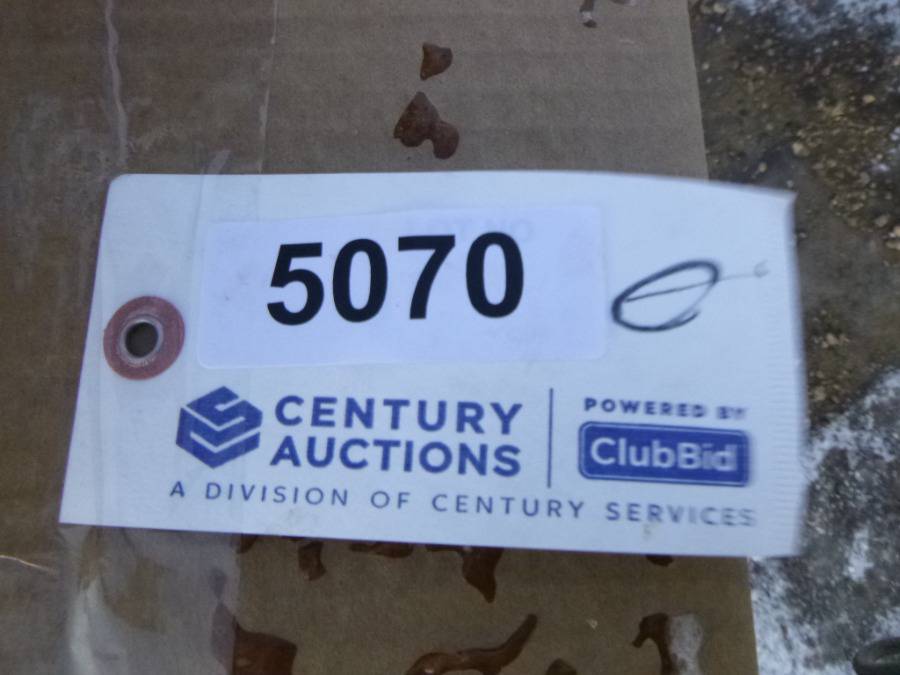 5070
CENTURY
AUCTIONS
POWERED BY
ClubBid
A DIVISION OF CENTURY SERVICES